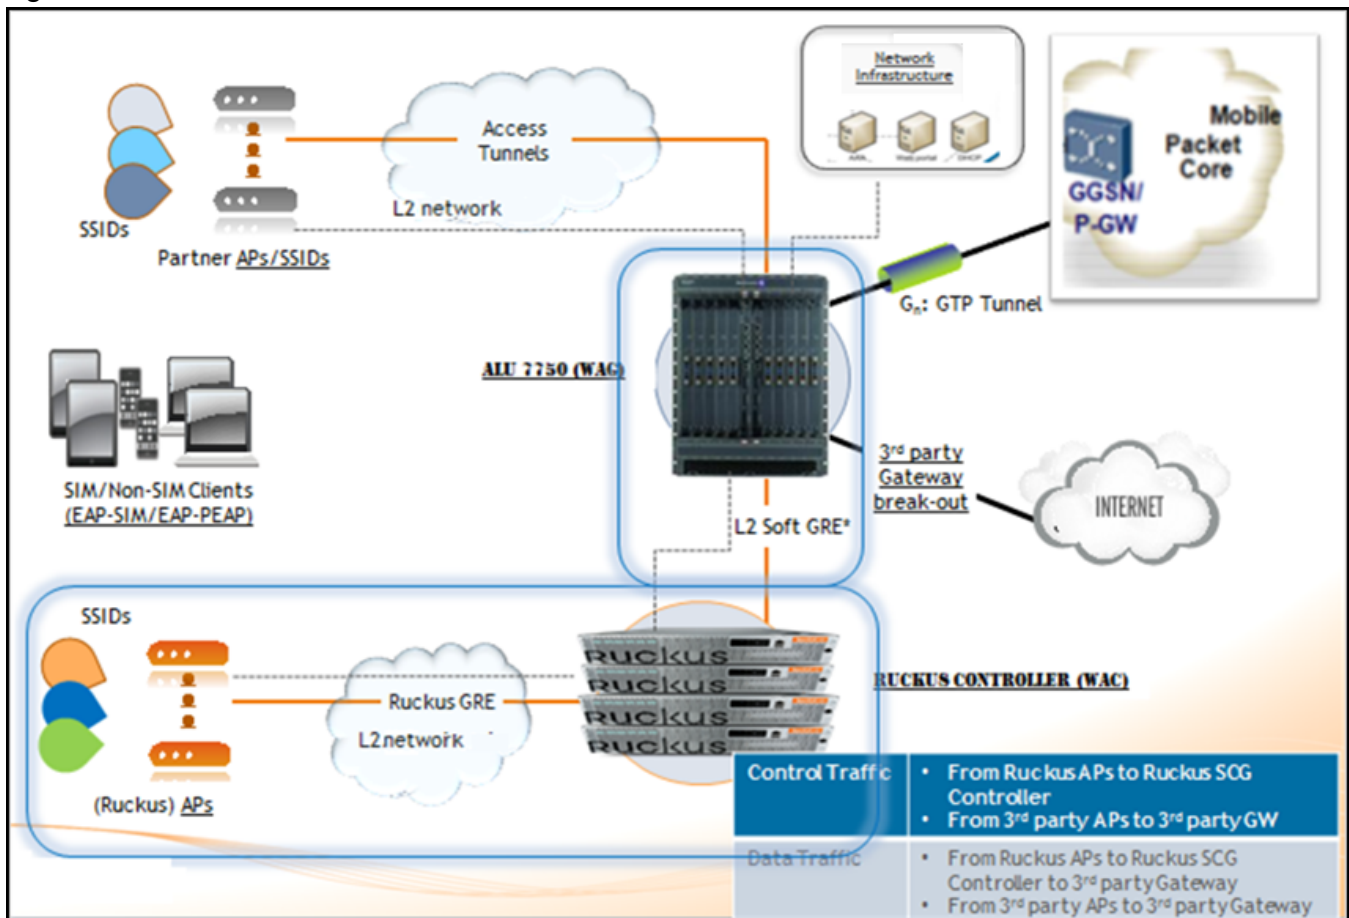 Network
Infrastructure
AAA
Web portal
DHCP
Mobile
Packet
Core
GGSN/
P-GW
Access
Tunnels
L2 network
SSIDs
Partner APs/SSIDs
Gn: GTP Tunnel
ALU 7750 (WAG)
3rd party
Gateway
break-out
INTERNET
SIM/Non-SIM Clients
(EAP-SIM/EAP-PEAP)
L2 Soft GRE*
SSIDs
Ruckus GRE
L2network
(Ruckus) APs
RUCKUS
RUCKUS
RUCKUS
RUCKUS
RUCKUS CONTROLLER (WAC)
Control Traffic
• From Ruckus APs to Ruckus SCG
Controller
• From 3rd party APs to 3rd party GW
Data Traffic
• From Ruckus APs to Ruckus SCG
Controller to 3rd party Gateway
• From 3rd party APs to 3rd party Gateway